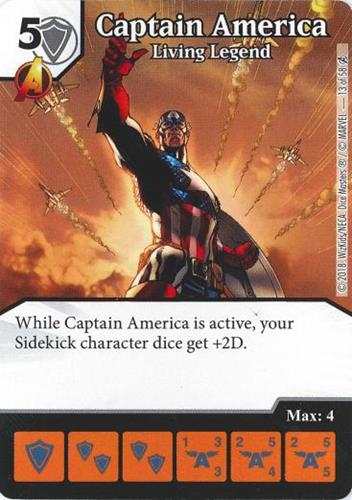 5
Captain America
Living Legend
A
13 of 58
© 2018 WizKids/NECA. Dice Masters ® / © MARVEL
While Captain America is active, your
Sidekick character dice get +2D.
Max: 4
1 3 A 3
2 5 A 4
2 5 A 5